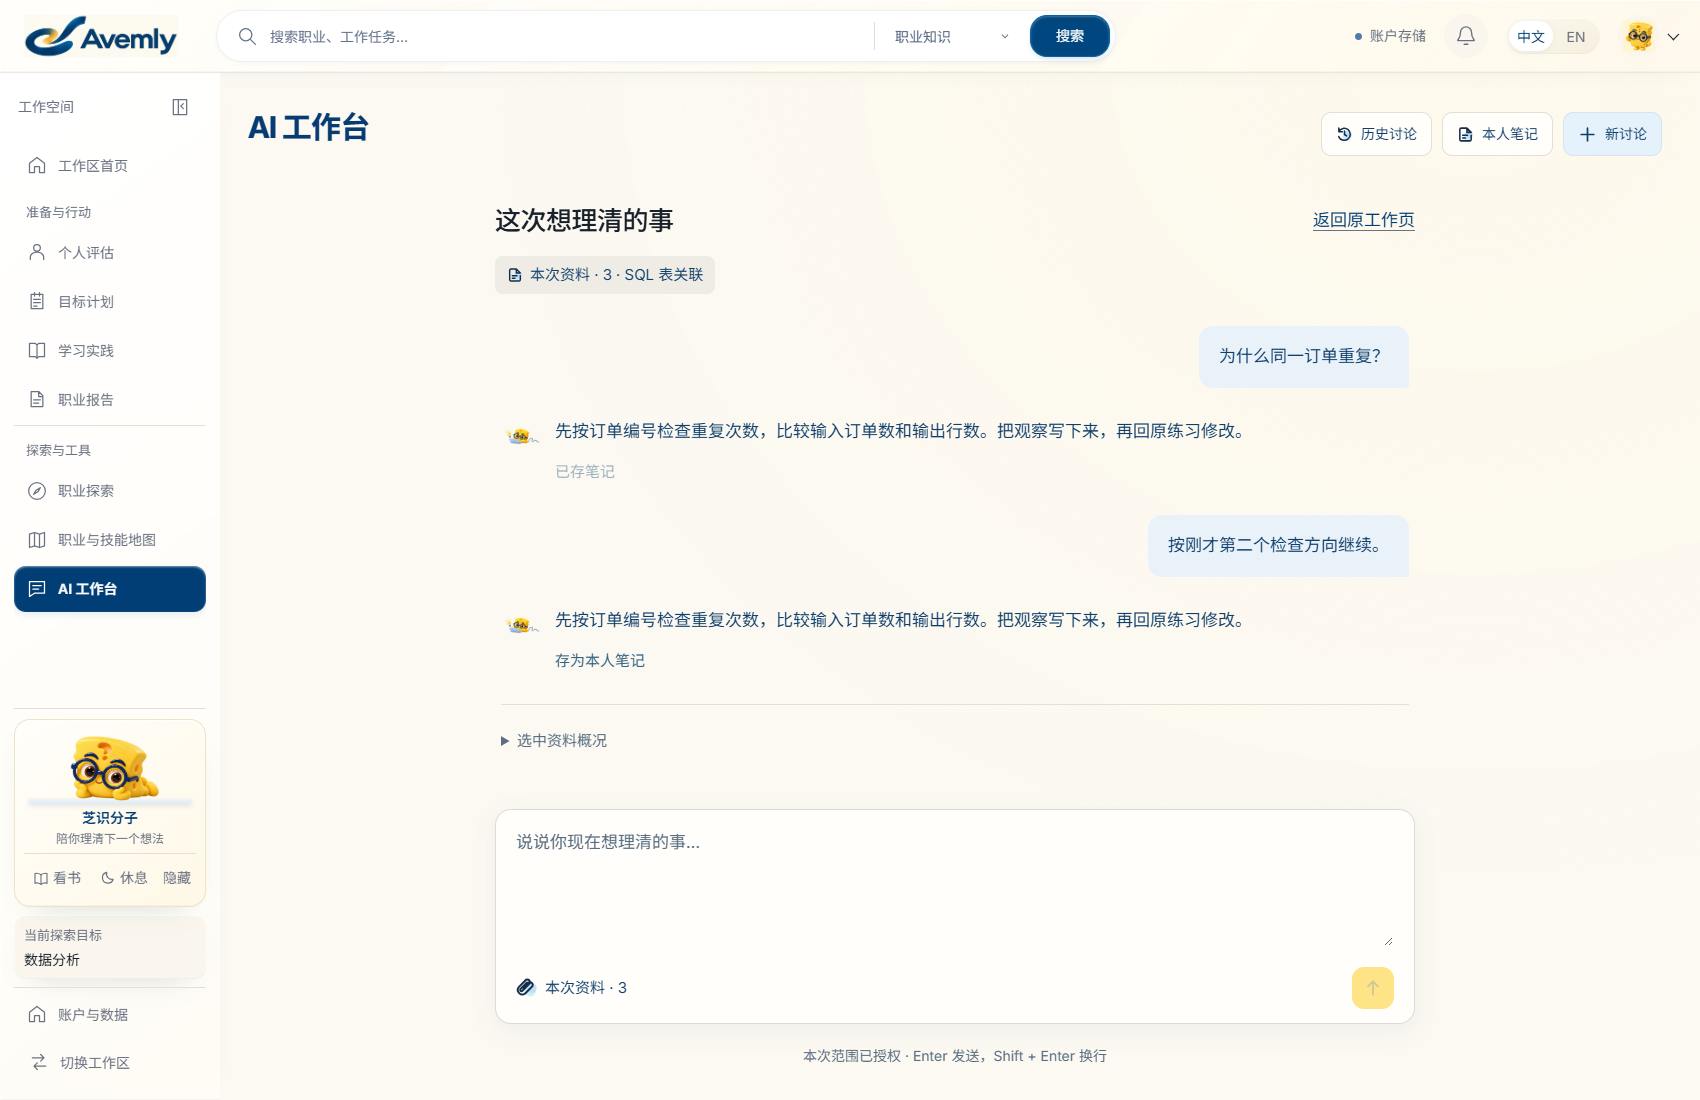 Avemly
搜索职业、工作任务...
职业知识
搜索
账户存储
中文
EN
工作空间
工作区首页
准备与行动
个人评估
目标计划
学习实践
职业报告
探索与工具
职业探索
职业与技能地图
AI 工作台
芝识分子
陪你理清下一个想法
看书
休息
隐藏
当前探索目标
数据分析
账户与数据
切换工作区
AI 工作台
历史讨论
本人笔记
新讨论
这次想理清的事
返回原工作页
本次资料 · 3 · SQL 表关联
为什么同一订单重复？
先按订单编号检查重复次数，比较输入订单数和输出行数。把观察写下来，再回原练习修改。
已存笔记
按刚才第二个检查方向继续。
先按订单编号检查重复次数，比较输入订单数和输出行数。把观察写下来，再回原练习修改。
存为本人笔记
选中资料概况
说说你现在想理清的事...
本次资料 · 3
本次范围已授权 · Enter 发送，Shift + Enter 换行